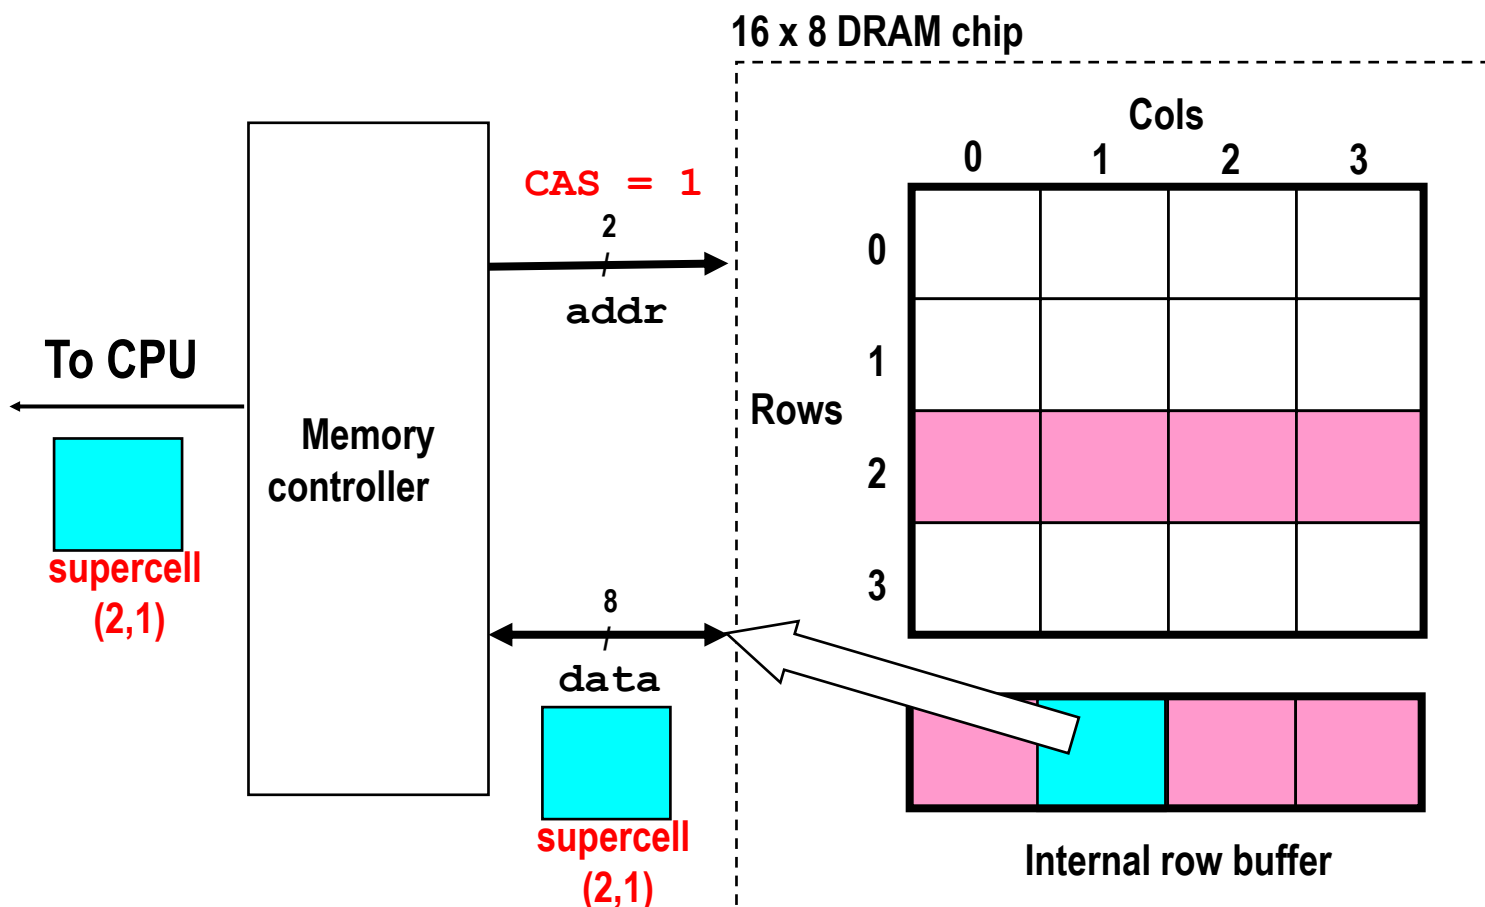 16 x 8 DRAM chip
Cols
0 1 2 3
CAS = 1
2
addr
0
1
Rows
2
3
To CPU
Memory
controller
supercell
(2,1)
8
data
supercell
(2,1)
Internal row buffer